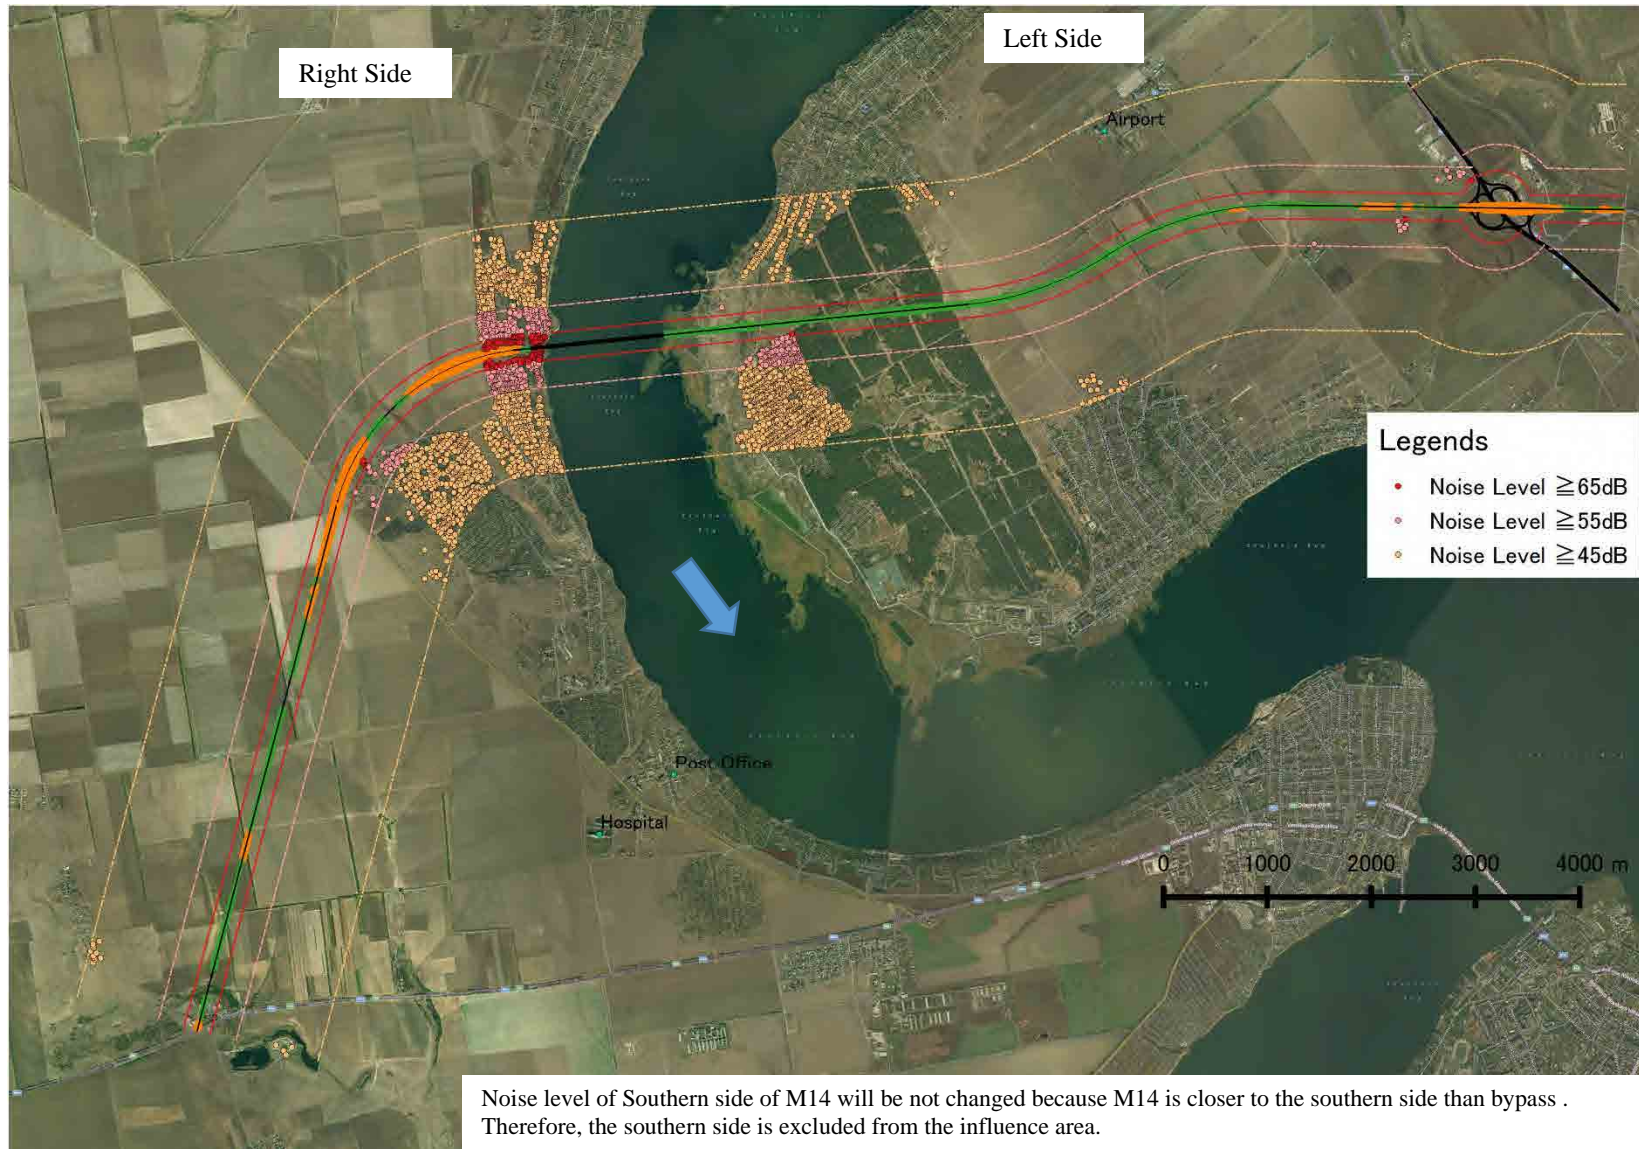 Left Side
Right Side
Airport
Legends
Noise Level ≧65dB
Noise Level ≧55dB
Noise Level ≧45dB
Post Office
Hospital
0 1000 2000 3000 4000 m
Noise level of Southern side of M14 will be not changed because M14 is closer to the southern side than bypass .
Therefore, the southern side is excluded from the influence area.